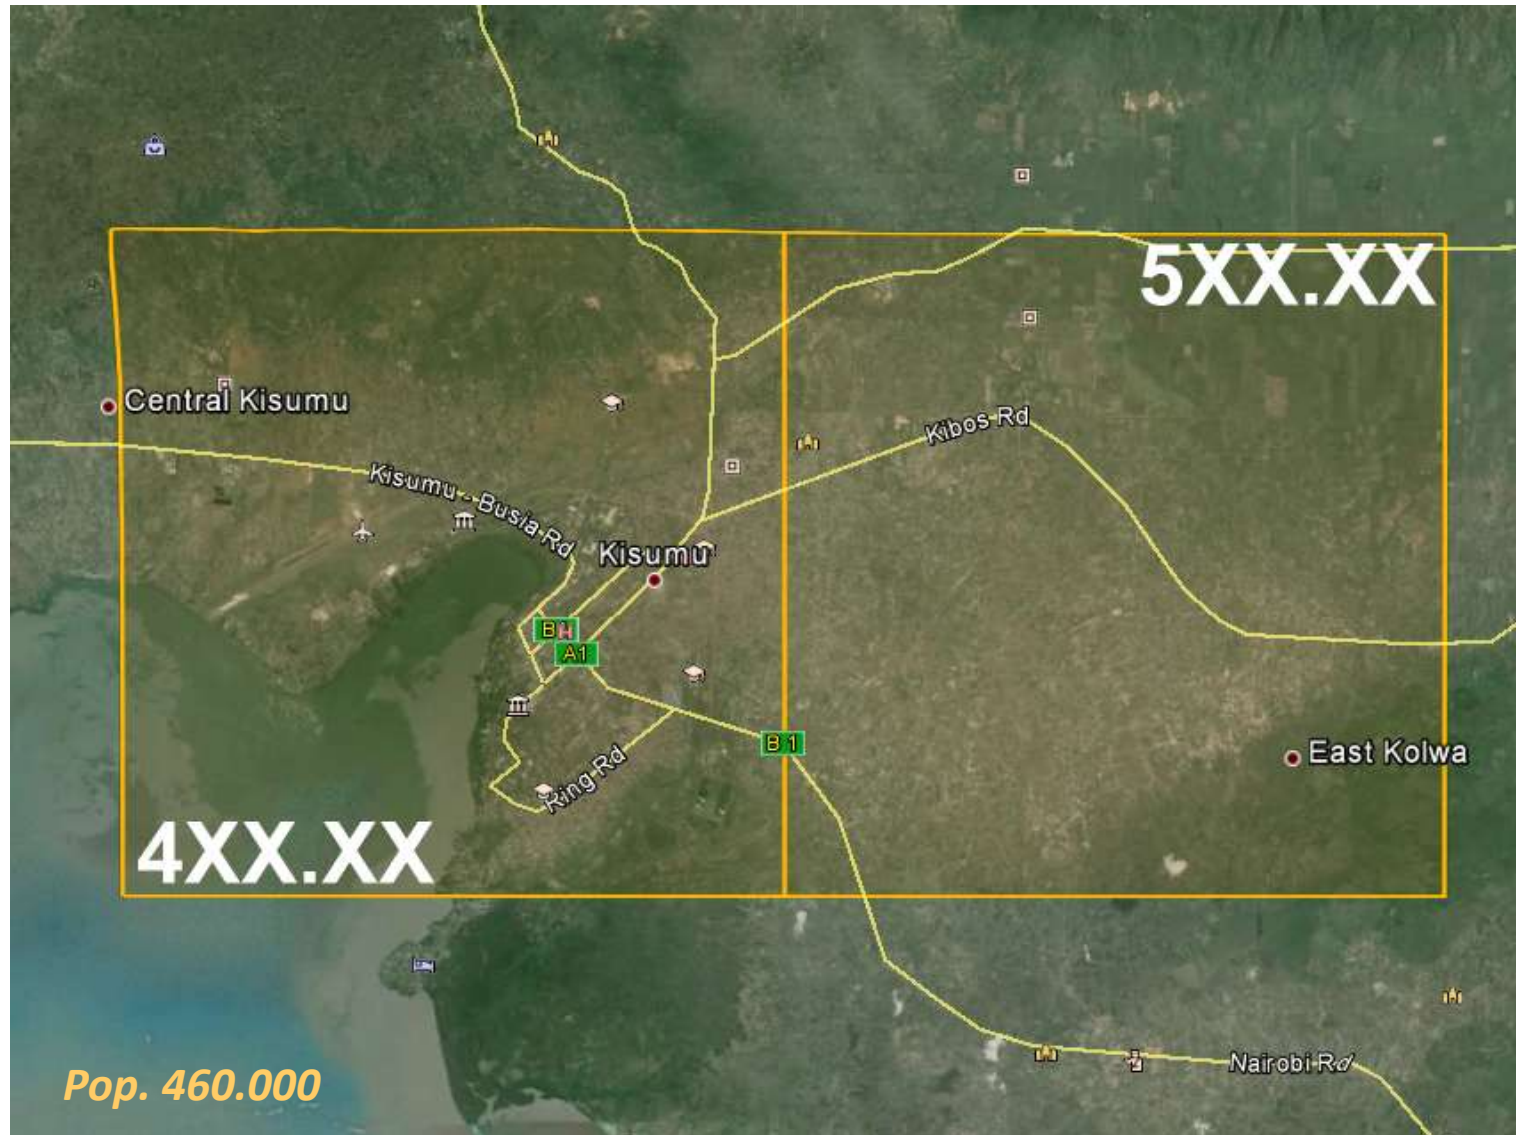 5XX.XX
Central Kisumu
Kibos Rd
Kisumu - Busia Rd
Kisumu
B1
A1
B 1
East Kolwa
Ring Rd
4XX.XX
Nairobi Rd
Pop. 460.000